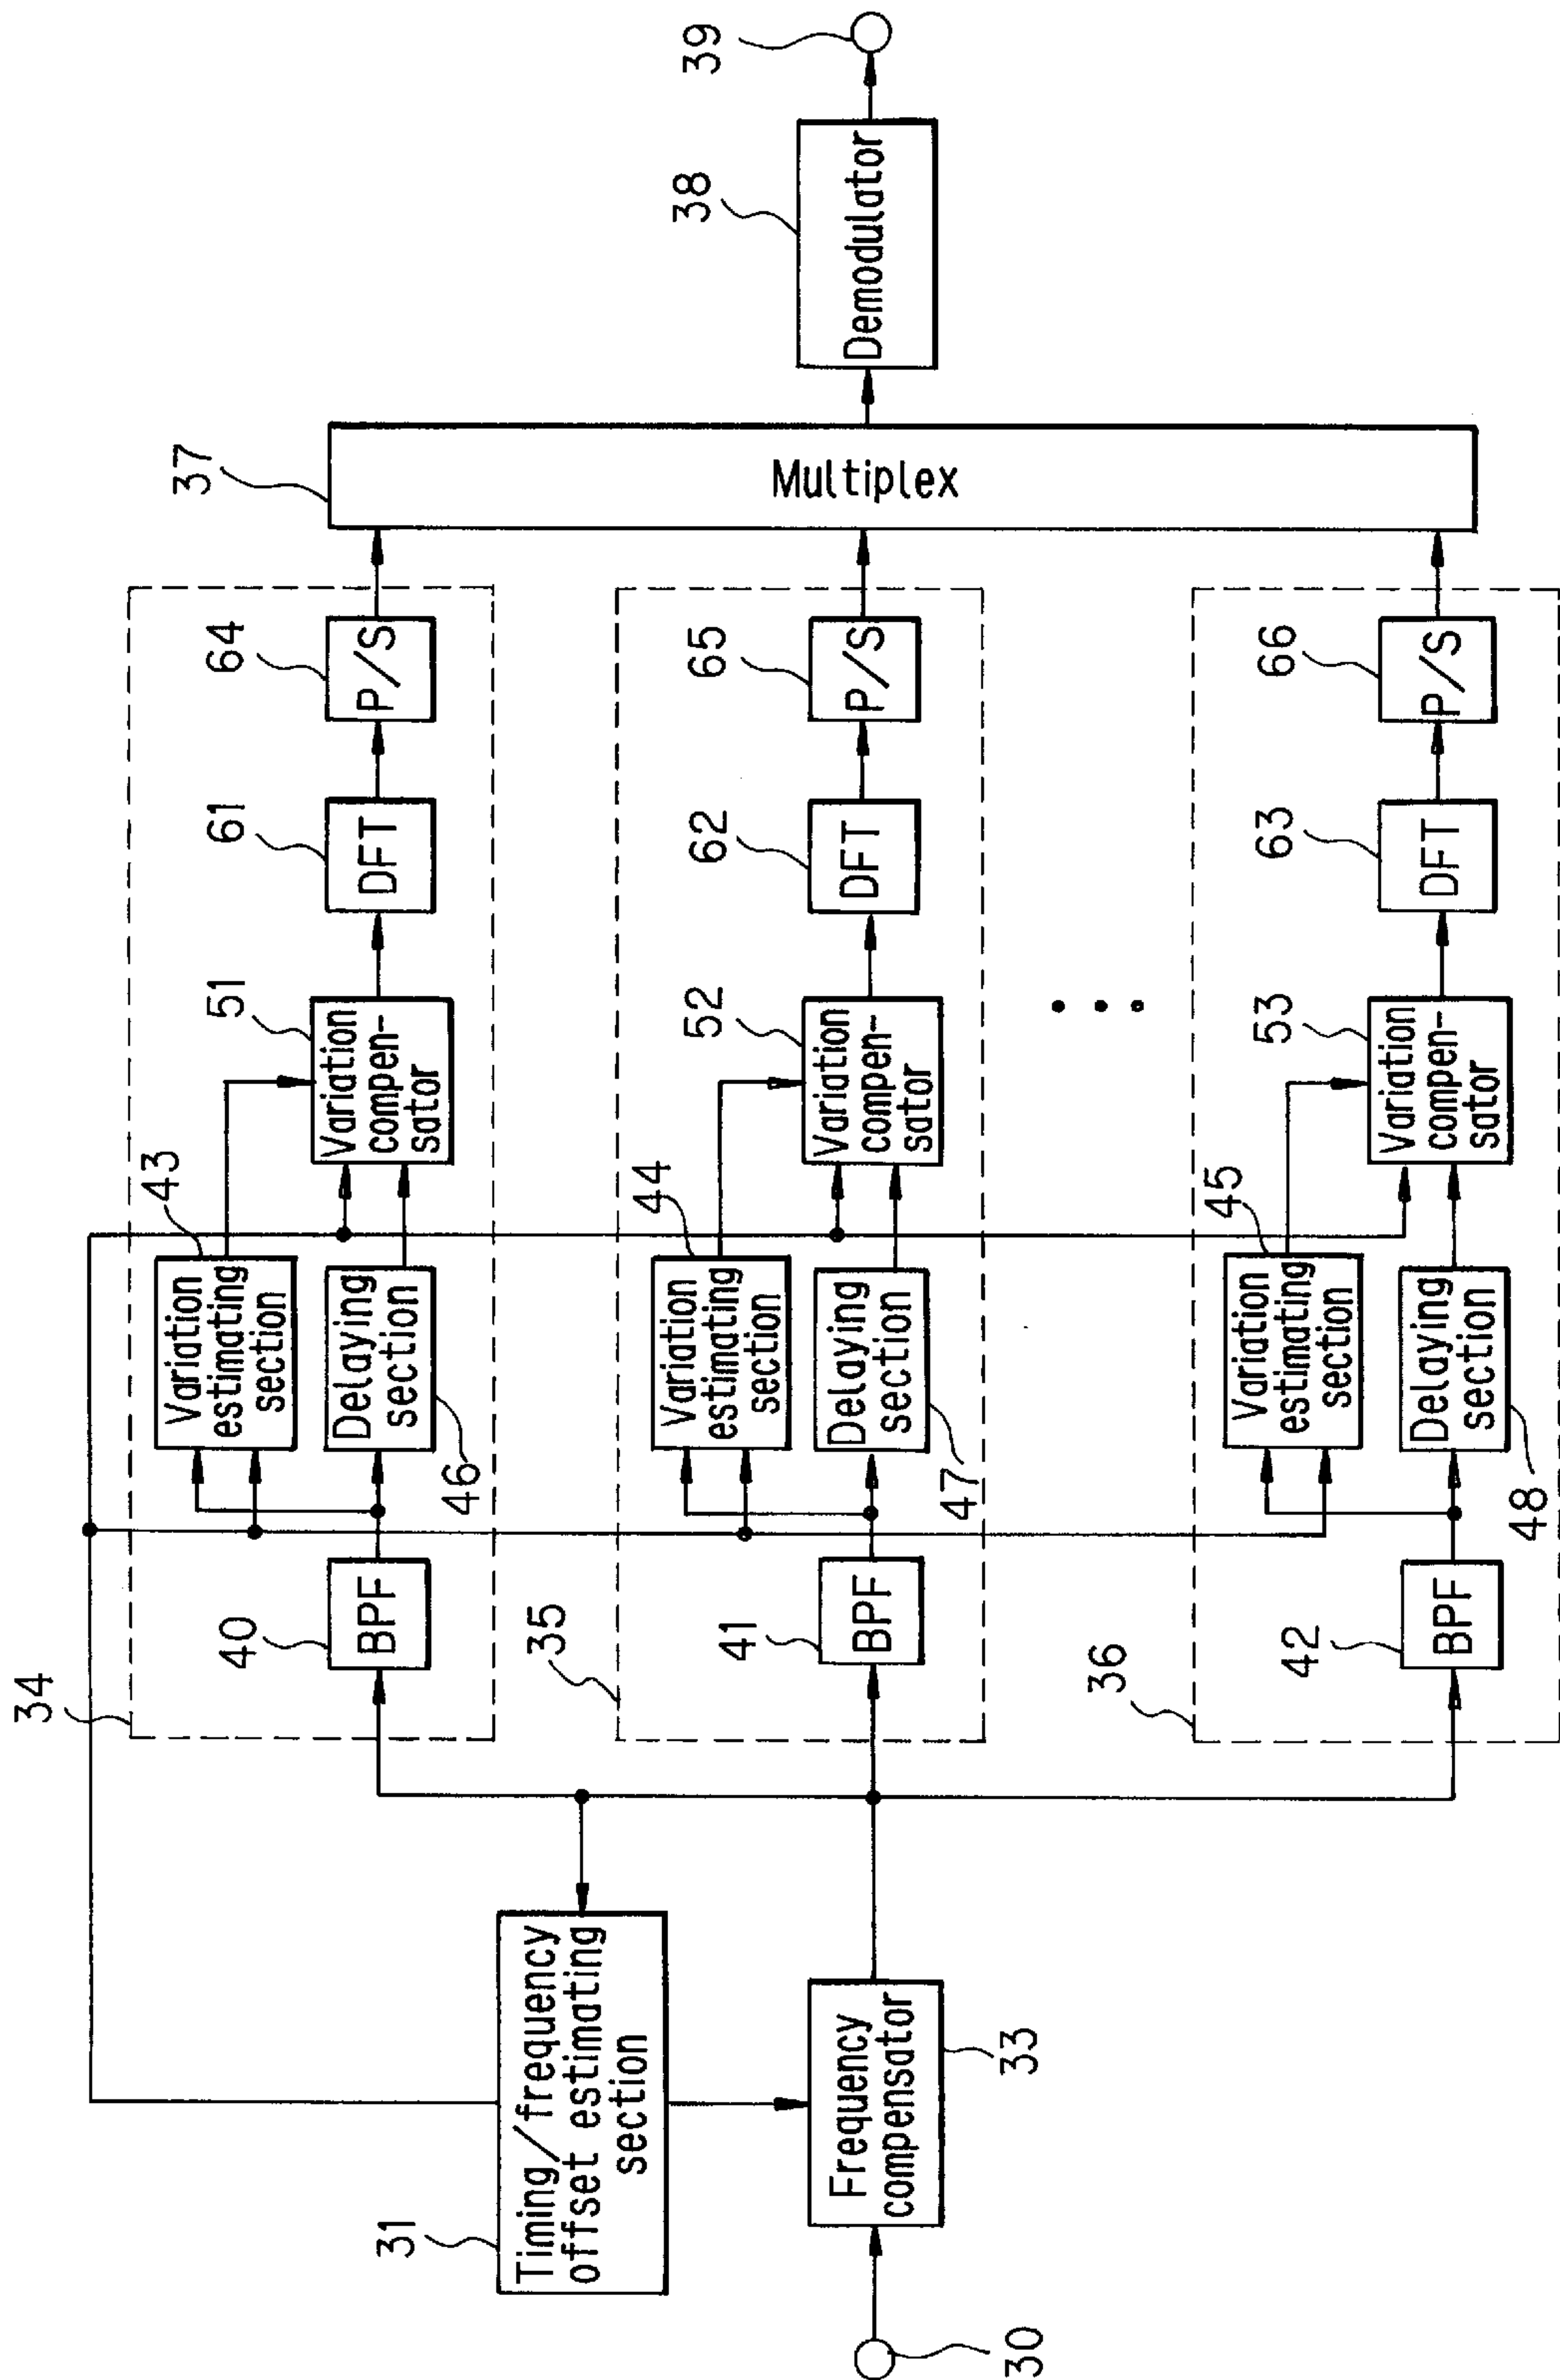 30
31
Timing/frequency
offset estimating
section
Frequency
compensator
33
34
40
BPF
43
Variation
estimating
section
Delaying
section
46
51
Variation
compen-
sator
61
DFT
64
P/S
35
41
BPF
44
Variation
estimating
section
Delaying
section
47
52
Variation
compen-
sator
62
DFT
65
P/S
36
42
BPF
45
Variation
estimating
section
Delaying
section
48
53
Variation
compen-
sator
63
DFT
66
P/S
37
Multiplex
38
Demodulator
39